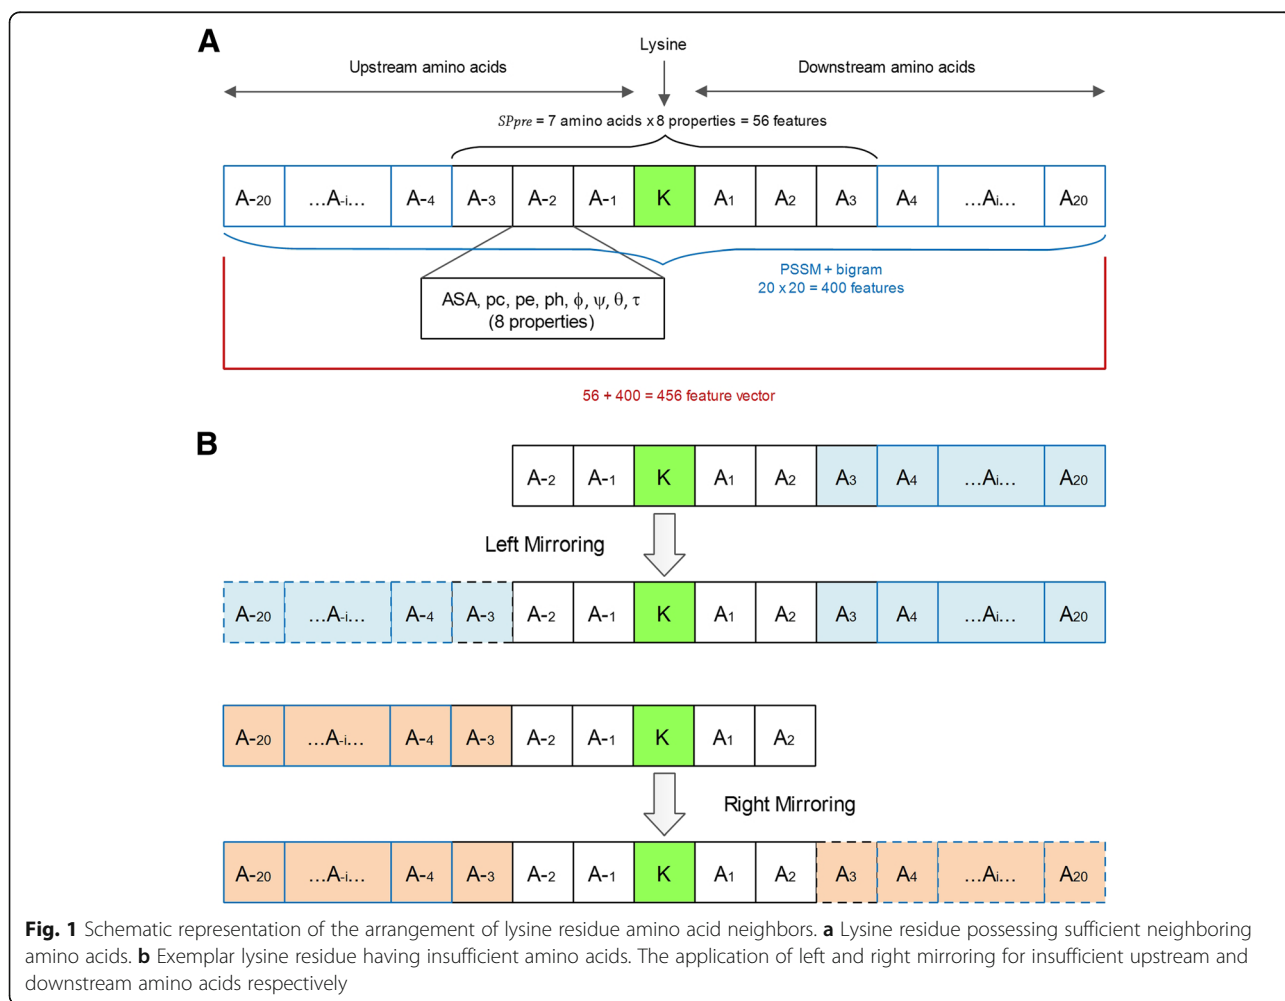 A
Lysine
Upstream amino acids
Downstream amino acids
SPpre = 7 amino acids x 8 properties = 56 features
A-20 ...A-i... A-4 A-3 A-2 A-1 K A1 A2 A3 A4 ...Ai... A20
PSSM + bigram
20 x 20 = 400 features
ASA, pc, pe, ph, ϕ, ψ, θ, τ
(8 properties)
56 + 400 = 456 feature vector
B
A-2 A-1 K A1 A2 A3 A4 ...Ai... A20
Left Mirroring
A-20 ...A-i... A-4 A-3 A-2 A-1 K A1 A2 A3 A4 ...Ai... A20
A-20 ...A-i... A-4 A-3 A-2 A-1 K A1 A2
Right Mirroring
A-20 ...A-i... A-4 A-3 A-2 A-1 K A1 A2 A3 A4 ...Ai... A20
Fig. 1 Schematic representation of the arrangement of lysine residue amino acid neighbors. a Lysine residue possessing sufficient neighboring
amino acids. b Exemplar lysine residue having insufficient amino acids. The application of left and right mirroring for insufficient upstream and
downstream amino acids respectively